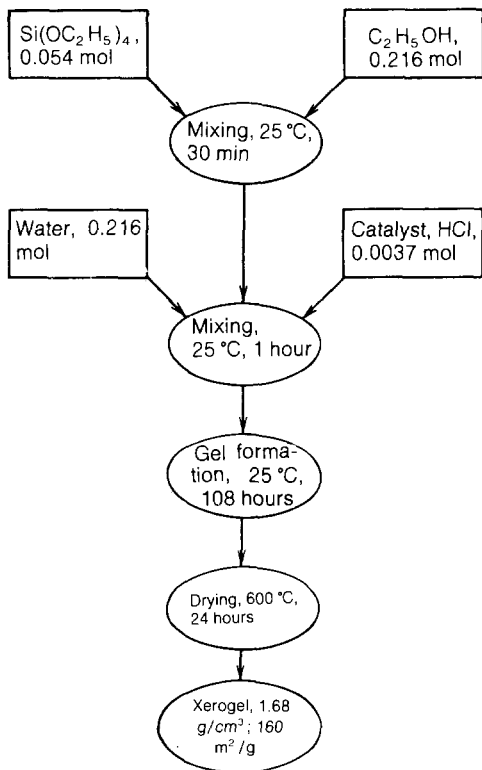 Si(OC₂H₅)₄,
0.054 mol
C₂H₅OH,
0.216 mol
Mixing, 25 °C,
30 min
Water, 0.216
mol
Catalyst, HCl,
0.0037 mol
Mixing,
25 °C, 1 hour
Gel forma-
tion, 25 °C,
108 hours
Drying, 600 °C,
24 hours
Xerogel, 1.68
g/cm³; 160
m²/g